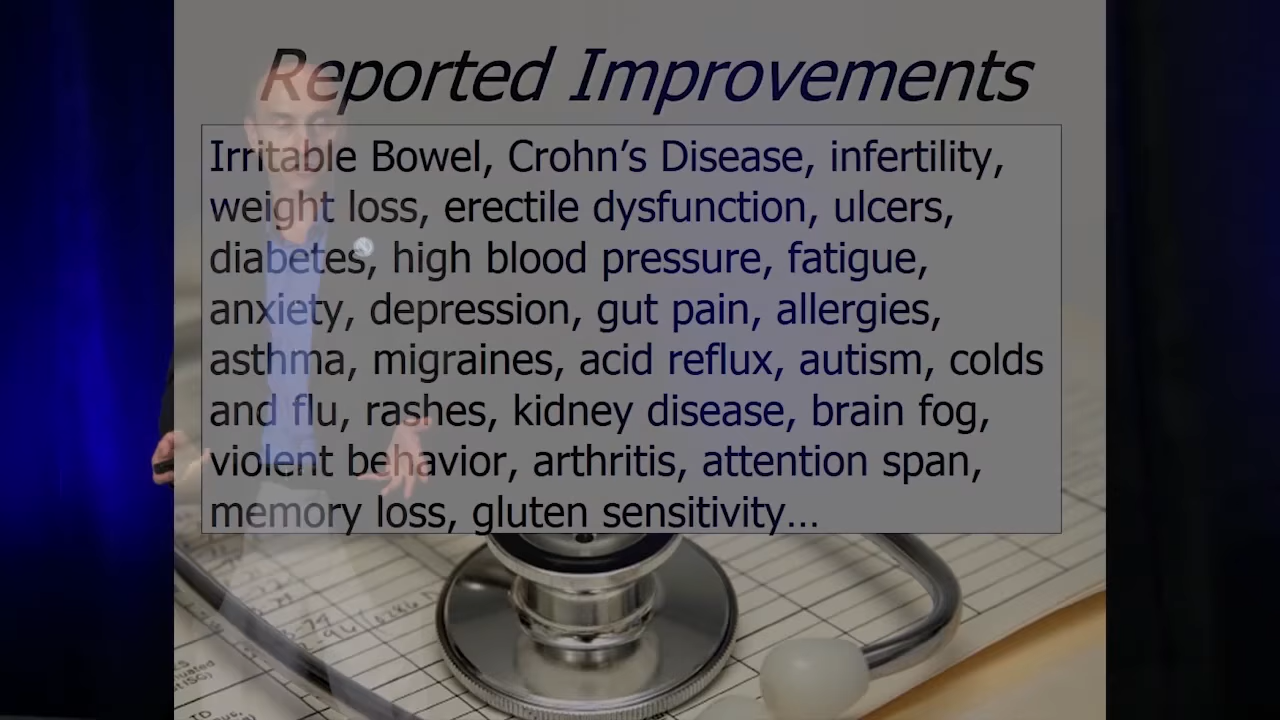 Reported Improvements
Irritable Bowel, Crohn's Disease, infertility,
weight loss, erectile dysfunction, ulcers,
diabetes, high blood pressure, fatigue,
anxiety, depression, gut pain, allergies,
asthma, migraines, acid reflux, autism, colds
and flu, rashes, kidney disease, brain fog,
violent behavior, arthritis, attention span,
memory loss, gluten sensitivity...